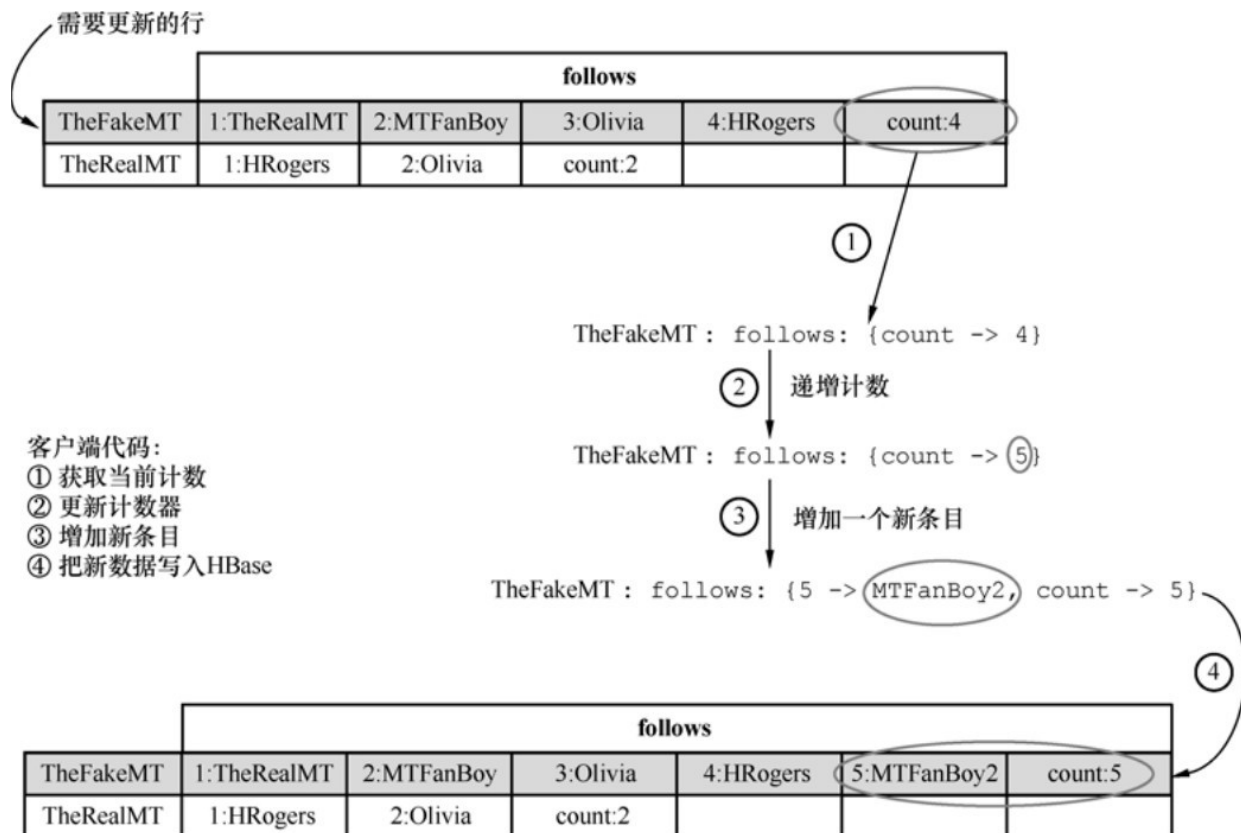 需要更新的行
follows
TheFakeMT 1:TheRealMT 2:MTFanBoy 3:Olivia 4:HRogers count:4
TheRealMT 1:HRogers 2:Olivia count:2
①
TheFakeMT : follows: {count -> 4}
② 递增计数
TheFakeMT : follows: {count -> 5}
③ 增加一个新条目
客户端代码:
① 获取当前计数
② 更新计数器
③ 增加新条目
④ 把新数据写入HBase
TheFakeMT : follows: {5 -> MTFanBoy2, count -> 5}
④
follows
TheFakeMT 1:TheRealMT 2:MTFanBoy 3:Olivia 4:HRogers 5:MTFanBoy2 count:5
TheRealMT 1:HRogers 2:Olivia count:2